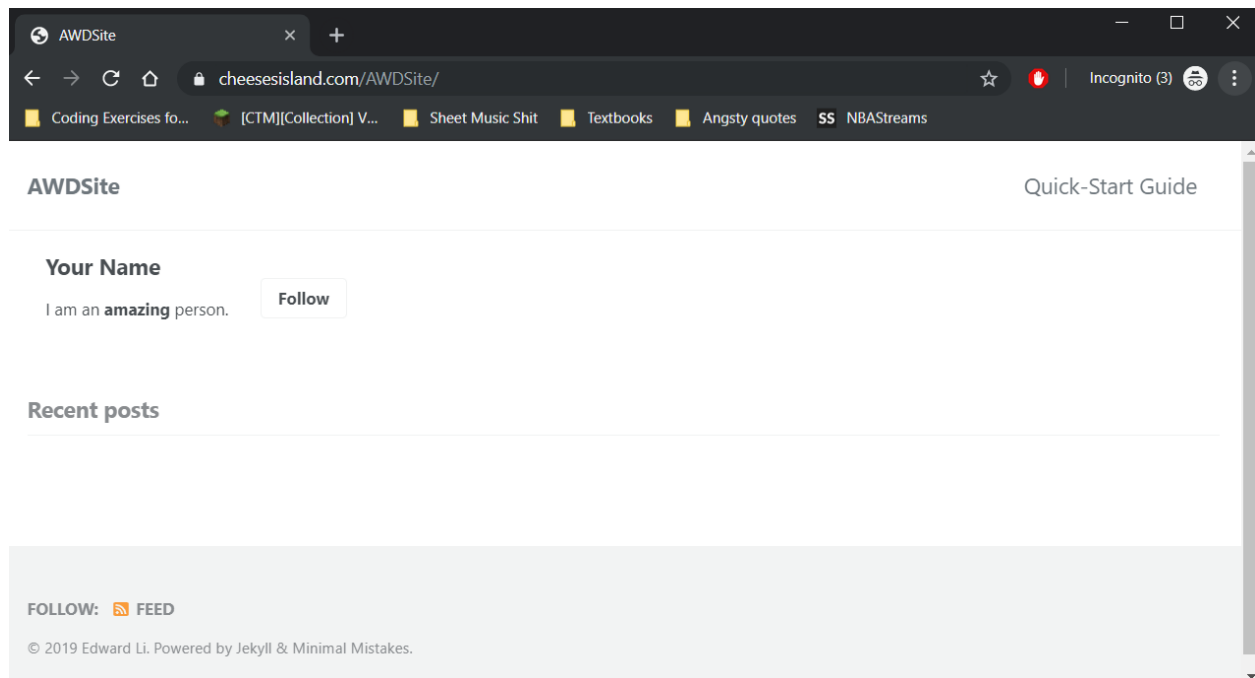 AWDSite
cheesesisland.com/AWDSite/ Incognito (3)
Coding Exercises fo... [CTM][Collection] V... Sheet Music Shit Textbooks Angsty quotes SS NBAStreams
AWDSite Quick-Start Guide
Your Name
I am an amazing person. Follow
Recent posts
FOLLOW: FEED
© 2019 Edward Li. Powered by Jekyll & Minimal Mistakes.